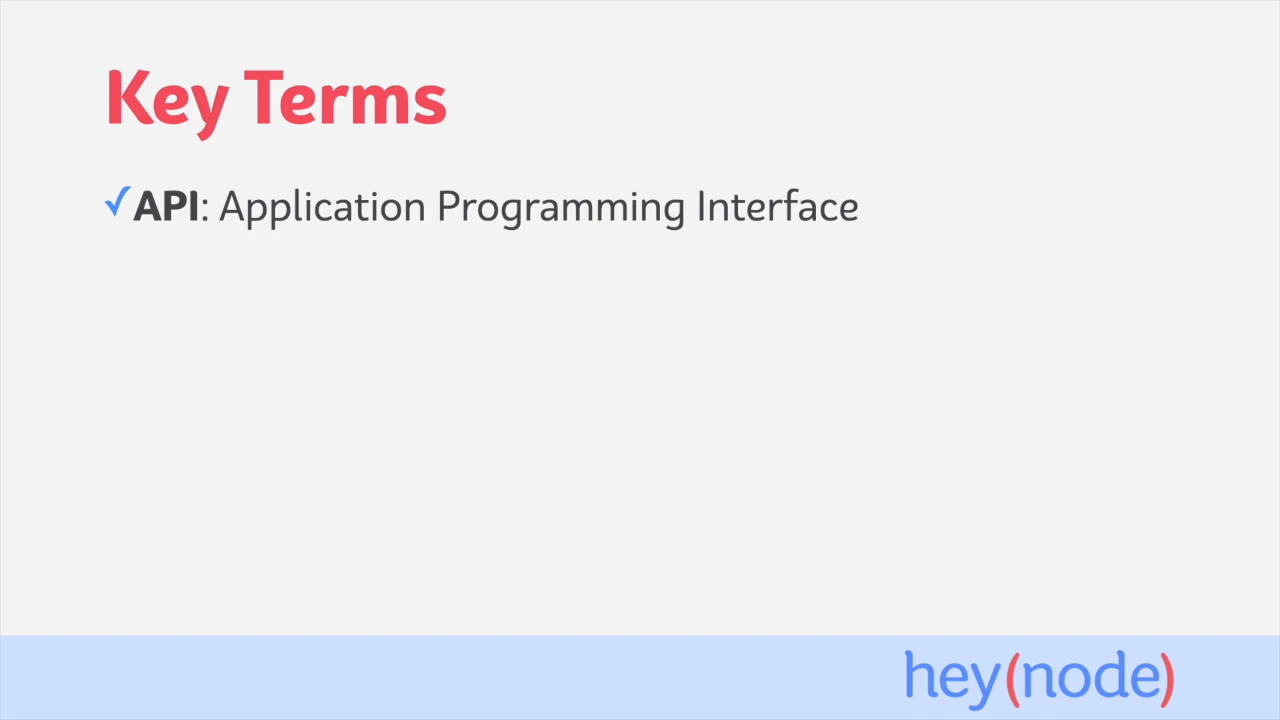 Key Terms
✓API: Application Programming Interface
hey(node)